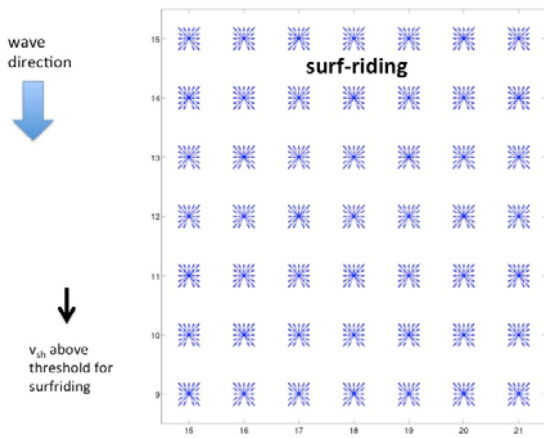 wave
direction
surf-riding
v_sh above
threshold for
surfriding
15
14
13
12
11
10
9
15 16 17 18 19 20 21